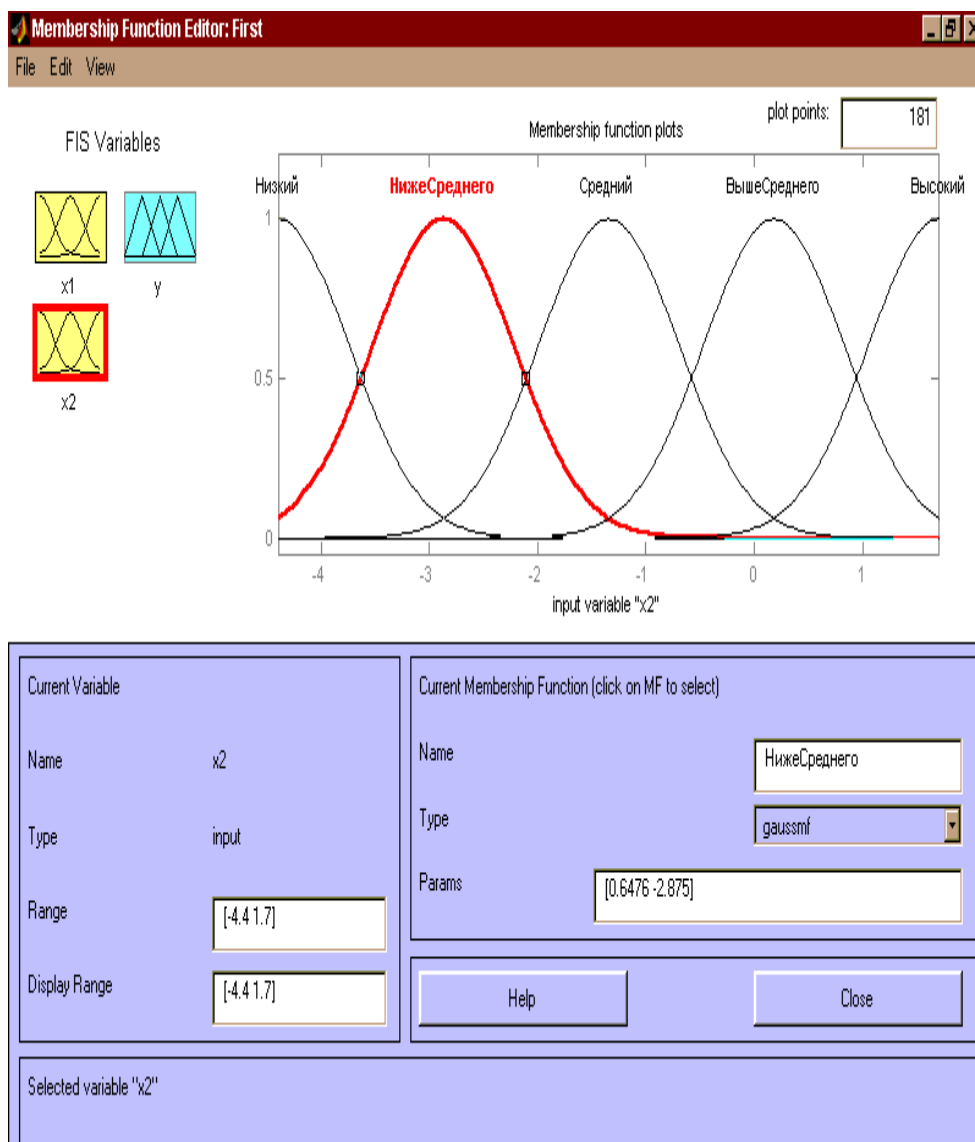 Membership Function Editor: First
File Edit View
FIS Variables
x1
y
x2
plot points:
181
Membership function plots
Низкий НижеСреднего Средний ВышеСреднего Высокий
1
0.5
0
-4 -3 -2 -1 0 1
input variable "x2"
Current Variable
Name x2
Type input
Range [-4.4 1.7]
Display Range [-4.4 1.7]
Current Membership Function (click on MF to select)
Name НижеСреднего
Type gaussmf
Params [0.6476 -2.875]
Help Close
Selected variable "x2"